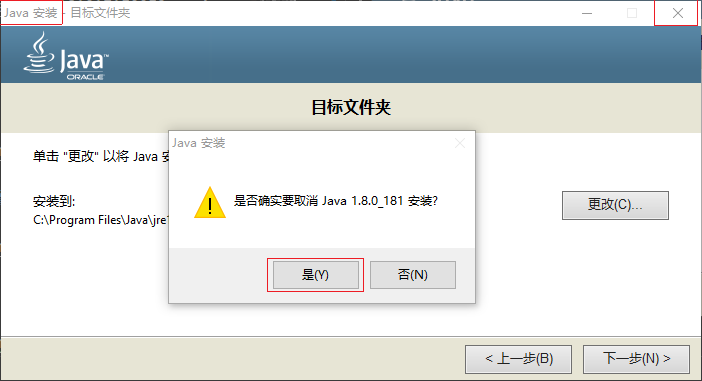 Java 安装 - 目标文件夹
Java™
ORACLE
目标文件夹
单击 "更改" 以将 Java 安
安装到:
C:\Program Files\Java\jre1
更改(C)...
Java 安装
是否确实要取消 Java 1.8.0_181 安装?
是(Y)
否(N)
< 上一步(B)
下一步(N) >